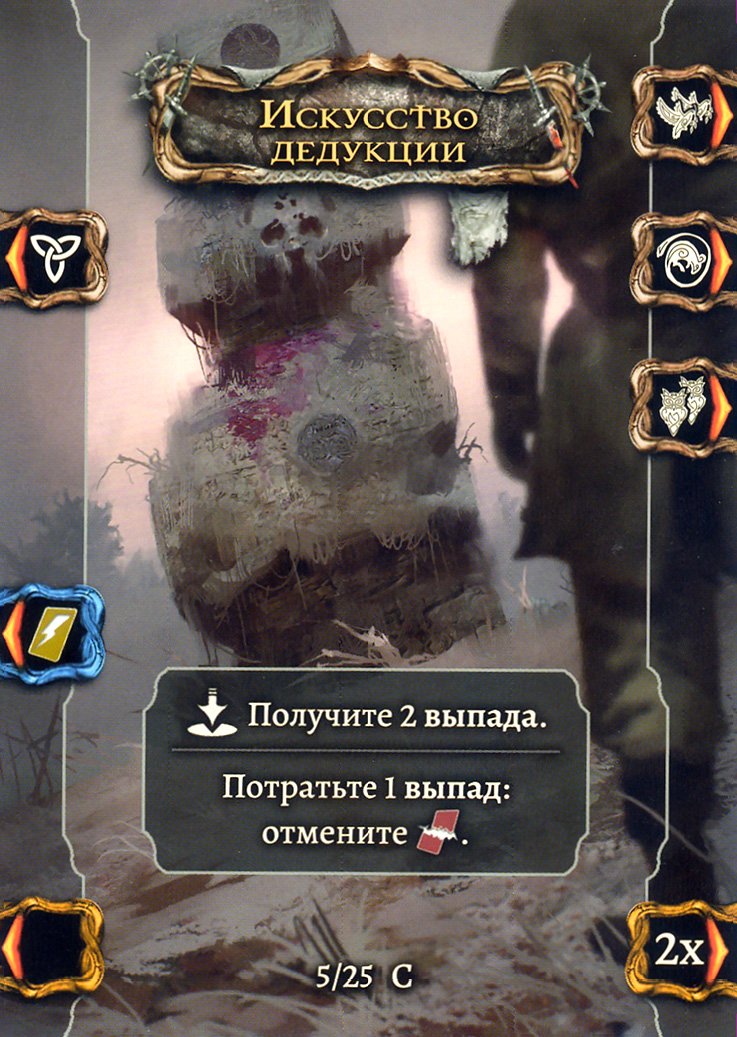 Искусство
дедукции
Получите 2 выпада.
Потратьте 1 выпад:
отмените .
2x
5/25 C